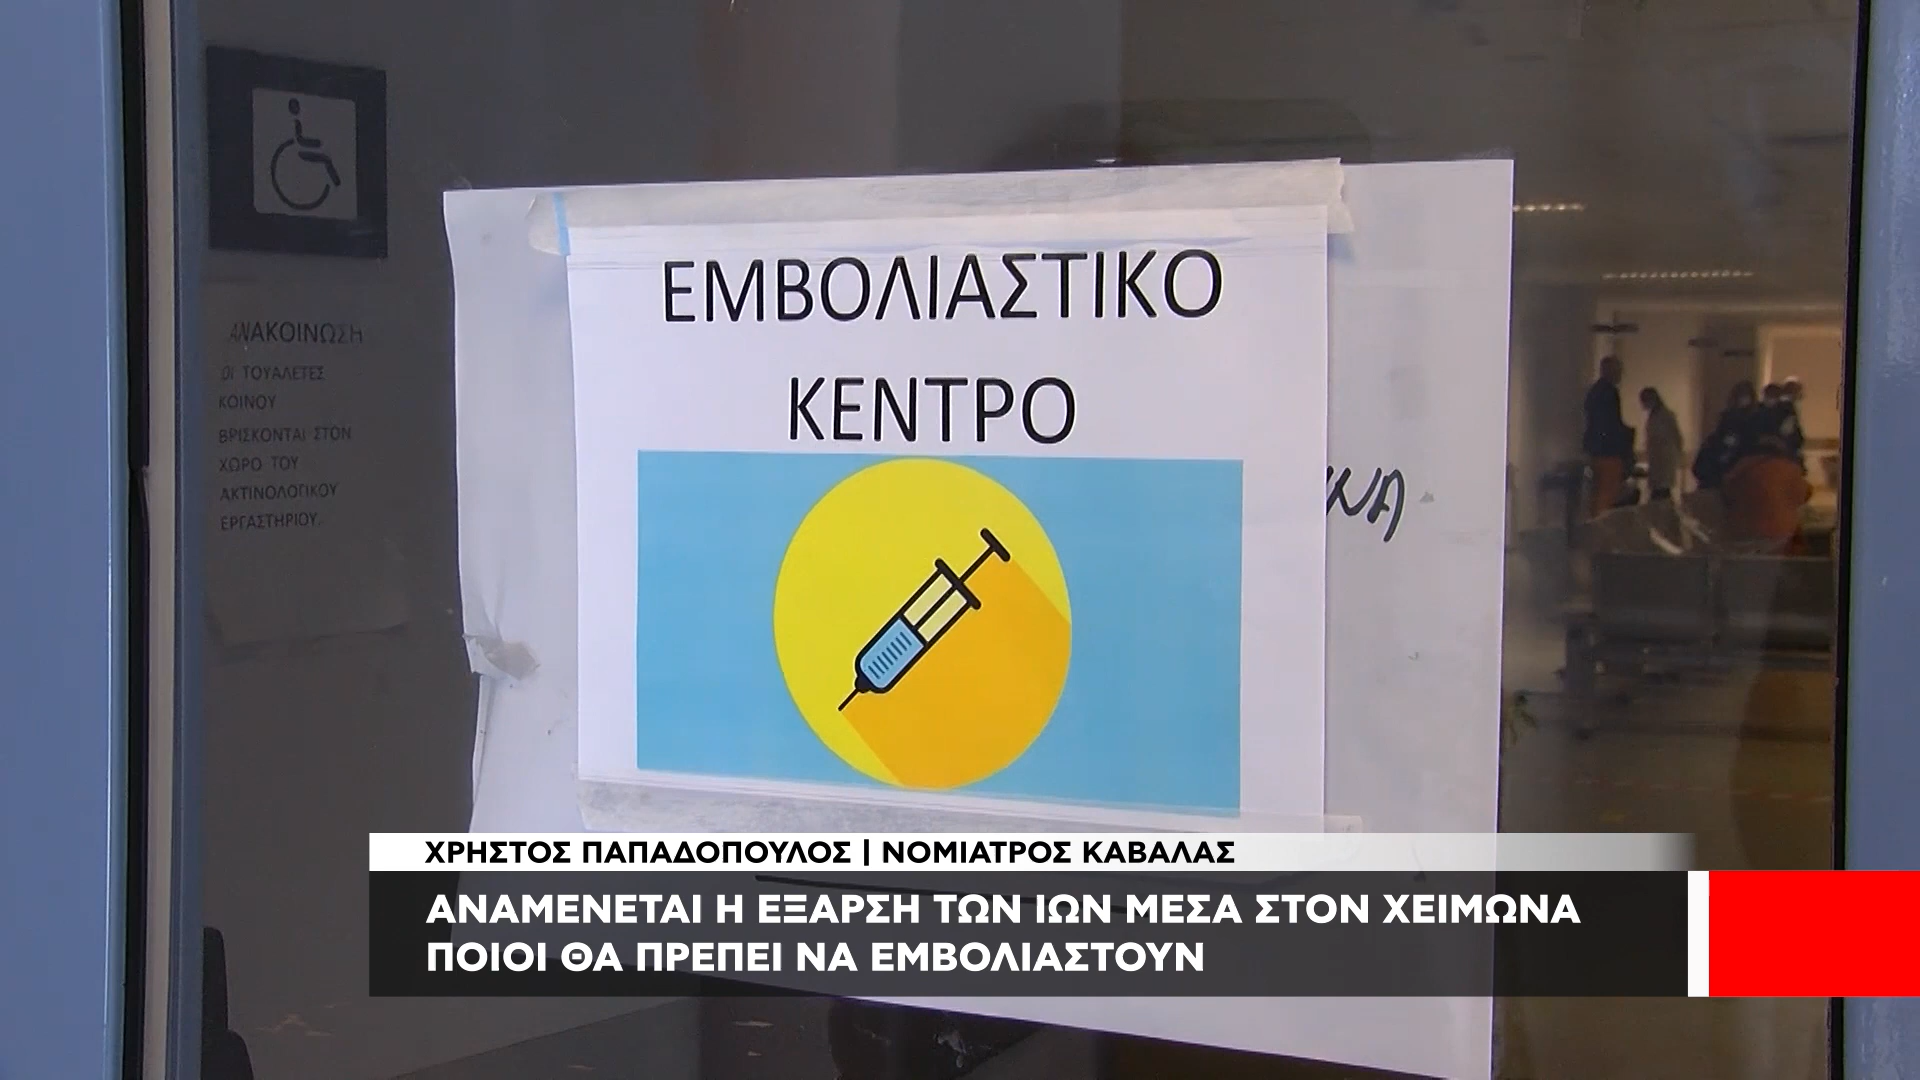 ΑΝΑΚΟΙΝΩΣΗ
ΟΙ ΤΟΥΑΛΕΤΕΣ
ΚΟΙΝΟΥ
ΒΡΙΣΚΟΝΤΑΙ ΣΤΟΝ
ΧΩΡΟ ΤΟΥ
ΑΚΤΙΝΟΛΟΓΙΚΟΥ
ΕΡΓΑΣΤΗΡΙΟΥ.
ΕΜΒΟΛΙΑΣΤΙΚΟ
ΚΕΝΤΡΟ
ΧΡΗΣΤΟΣ ΠΑΠΑΔΟΠΟΥΛΟΣ | ΝΟΜΙΑΤΡΟΣ ΚΑΒΑΛΑΣ
ΑΝΑΜΕΝΕΤΑΙ Η ΕΞΑΡΣΗ ΤΩΝ ΙΩΝ ΜΕΣΑ ΣΤΟΝ ΧΕΙΜΩΝΑ
ΠΟΙΟΙ ΘΑ ΠΡΕΠΕΙ ΝΑ ΕΜΒΟΛΙΑΣΤΟΥΝ